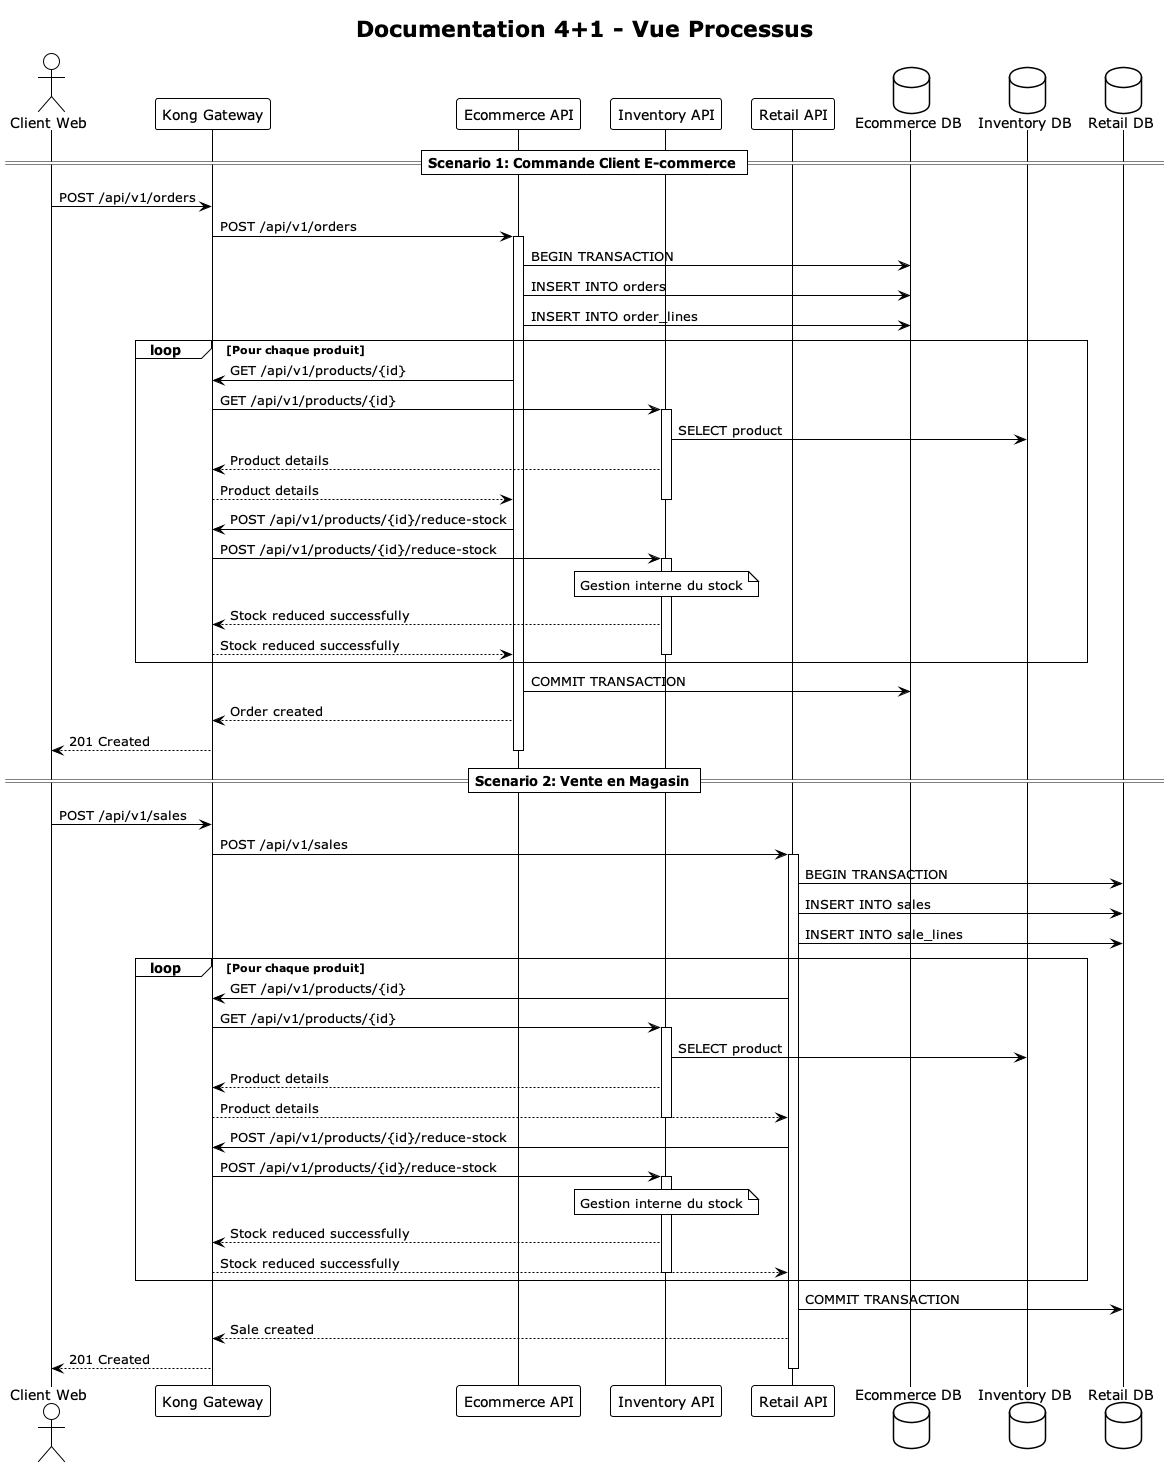 Documentation 4+1 - Vue Processus
Client Web
Kong Gateway
Ecommerce API
Inventory API
Retail API
Ecommerce DB
Inventory DB
Retail DB
Scenario 1: Commande Client E-commerce
POST /api/v1/orders
POST /api/v1/orders
BEGIN TRANSACTION
INSERT INTO orders
INSERT INTO order_lines
loop
[Pour chaque produit]
GET /api/v1/products/{id}
GET /api/v1/products/{id}
SELECT product
Product details
Product details
POST /api/v1/products/{id}/reduce-stock
POST /api/v1/products/{id}/reduce-stock
Gestion interne du stock
Stock reduced successfully
Stock reduced successfully
COMMIT TRANSACTION
Order created
201 Created
Scenario 2: Vente en Magasin
POST /api/v1/sales
POST /api/v1/sales
BEGIN TRANSACTION
INSERT INTO sales
INSERT INTO sale_lines
loop
[Pour chaque produit]
GET /api/v1/products/{id}
GET /api/v1/products/{id}
SELECT product
Product details
Product details
POST /api/v1/products/{id}/reduce-stock
POST /api/v1/products/{id}/reduce-stock
Gestion interne du stock
Stock reduced successfully
Stock reduced successfully
COMMIT TRANSACTION
Sale created
201 Created
Client Web
Kong Gateway
Ecommerce API
Inventory API
Retail API
Ecommerce DB
Inventory DB
Retail DB